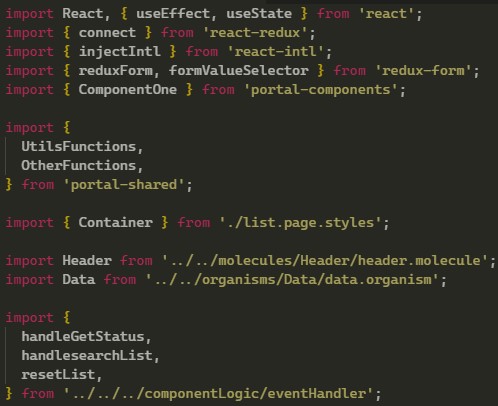 import React, { useEffect, useState } from 'react';
import { connect } from 'react-redux';
import { injectIntl } from 'react-intl';
import { reduxForm, formValueSelector } from 'redux-form';
import { ComponentOne } from 'portal-components';
import {
UtilsFunctions,
OtherFunctions,
} from 'portal-shared';
import { Container } from './list.page.styles';
import Header from '../../molecules/Header/header.molecule';
import Data from '../../organisms/Data/data.organism';
import {
handleGetStatus,
handlesearchList,
resetList,
} from '../../../componentLogic/eventHandler';